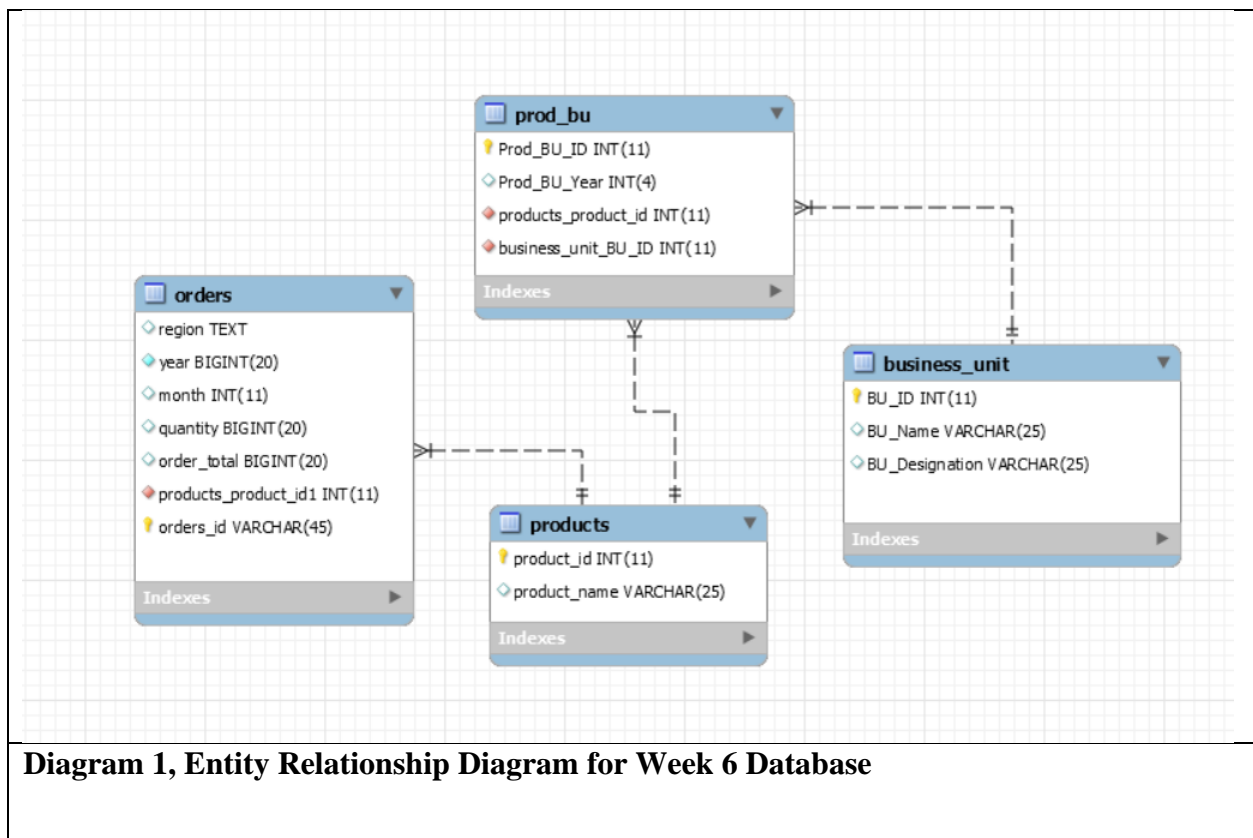 prod_bu
Prod_BU_ID INT(11)
Prod_BU_Year INT(4)
products_product_id INT(11)
business_unit_BU_ID INT(11)
Indexes
orders
region TEXT
year BIGINT(20)
month INT(11)
quantity BIGINT(20)
order_total BIGINT(20)
products_product_id1 INT(11)
orders_id VARCHAR(45)
Indexes
business_unit
BU_ID INT(11)
BU_Name VARCHAR(25)
BU_Designation VARCHAR(25)
Indexes
products
product_id INT(11)
product_name VARCHAR(25)
Indexes
Diagram 1, Entity Relationship Diagram for Week 6 Database